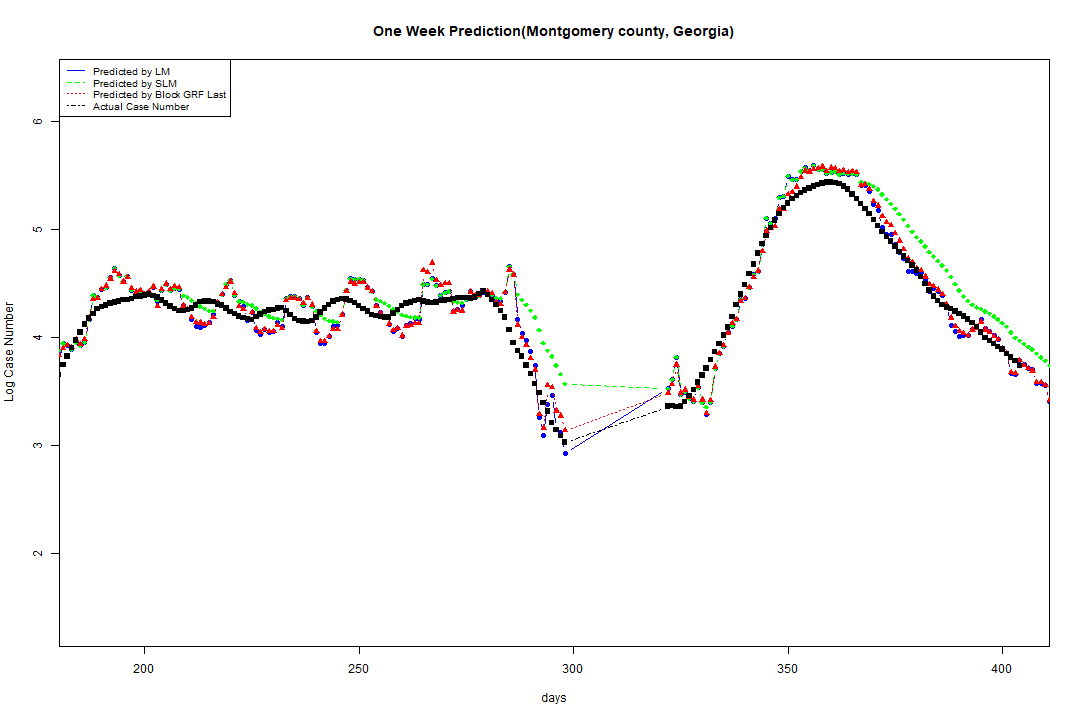 One Week Prediction(Montgomery county, Georgia)
Predicted by LM
Predicted by SLM
Predicted by Block GRF Last
Actual Case Number
6
5
4
3
2
Log Case Number
200 250 300 350 400
days